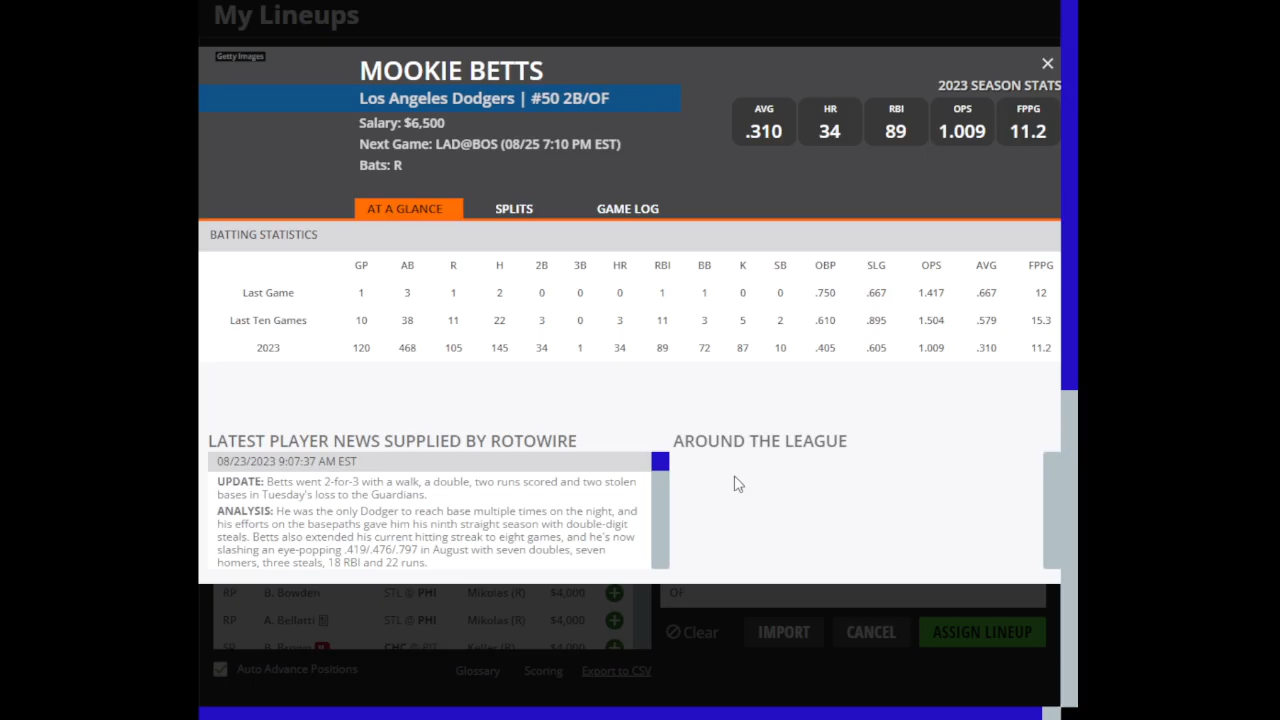 My Lineups
Getty Images
MOOKIE BETTS
Los Angeles Dodgers | #50 2B/OF
Salary: $6,500
Next Game: LAD@BOS (08/25 7:10 PM EST)
Bats: R
2023 SEASON STATS
AVG HR RBI OPS FPPG
.310 34 89 1.009 11.2
AT A GLANCE SPLITS GAME LOG
BATTING STATISTICS
GP AB R H 2B 3B HR RBI BB K SB OBP SLG OPS AVG FPPG
Last Game 1 3 1 2 0 0 0 1 1 0 0 .750 .667 1.417 .667 12
Last Ten Games 10 38 11 22 3 0 3 11 3 5 2 .610 .895 1.504 .579 15.3
2023 120 468 105 145 34 1 34 89 72 87 10 .405 .605 1.009 .310 11.2
LATEST PLAYER NEWS SUPPLIED BY ROTOWIRE
08/23/2023 9:07:37 AM EST
UPDATE: Betts went 2-for-3 with a walk, a double, two runs scored and two stolen
bases in Tuesday's loss to the Guardians.
ANALYSIS: He was the only Dodger to reach base multiple times on the night, and
his efforts on the basepaths gave him his ninth straight season with double-digit
steals. Betts also extended his current hitting streak to eight games, and he's now
slashing an eye-popping .419/.476/.797 in August with seven doubles, seven
homers, three steals, 18 RBI and 22 runs.
AROUND THE LEAGUE
RP B. Bowden STL @ PHI Mikolas (R) $4,000
RP A. Bellatti STL @ PHI Mikolas (R) $4,000
OF
Clear IMPORT CANCEL ASSIGN LINEUP
Auto Advance Positions Glossary Scoring Export to CSV